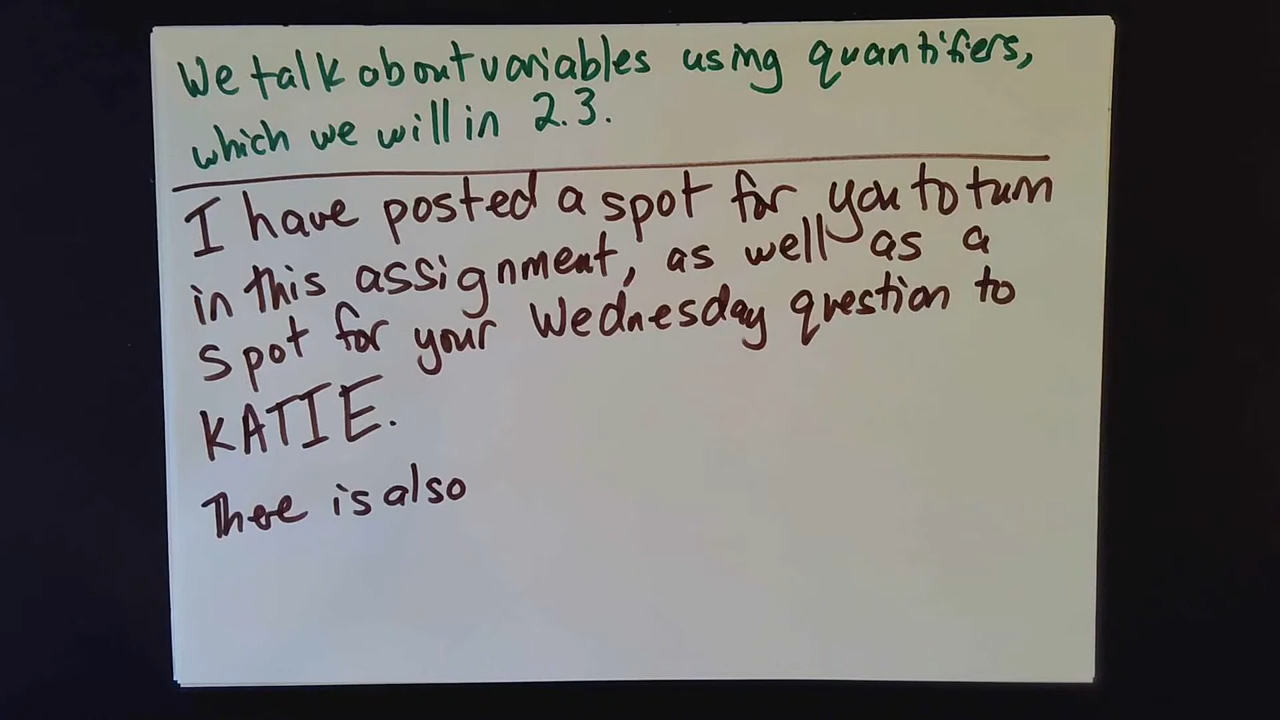 We talk about variables using quantifiers,
which we will in 2.3.
I have posted a spot for you to turn
in this assignment, as well as a
spot for your Wednesday question to
KATIE.
There is also